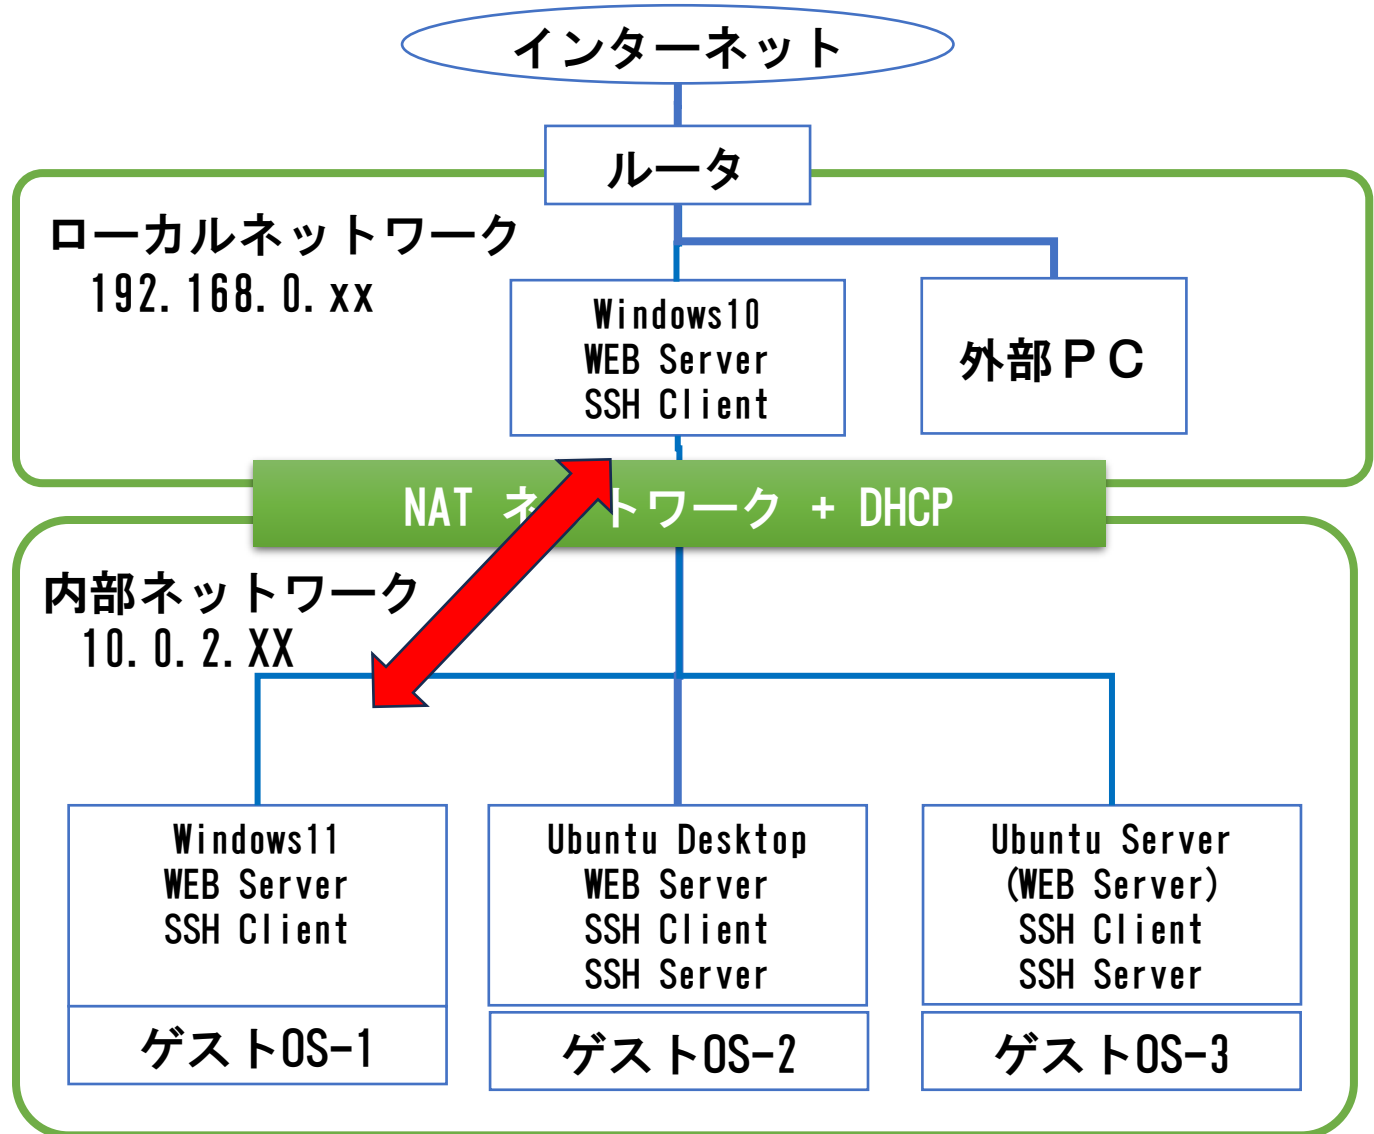 インターネット
ルータ
ローカルネットワーク
192.168.0.xx
Windows10
WEB Server
SSH Client
外部ＰＣ
NAT ネ トワーク + DHCP
内部ネットワーク
10.0.2.XX
Windows11
WEB Server
SSH Client
ゲストOS-1
Ubuntu Desktop
WEB Server
SSH Client
SSH Server
ゲストOS-2
Ubuntu Server
(WEB Server)
SSH Client
SSH Server
ゲストOS-3